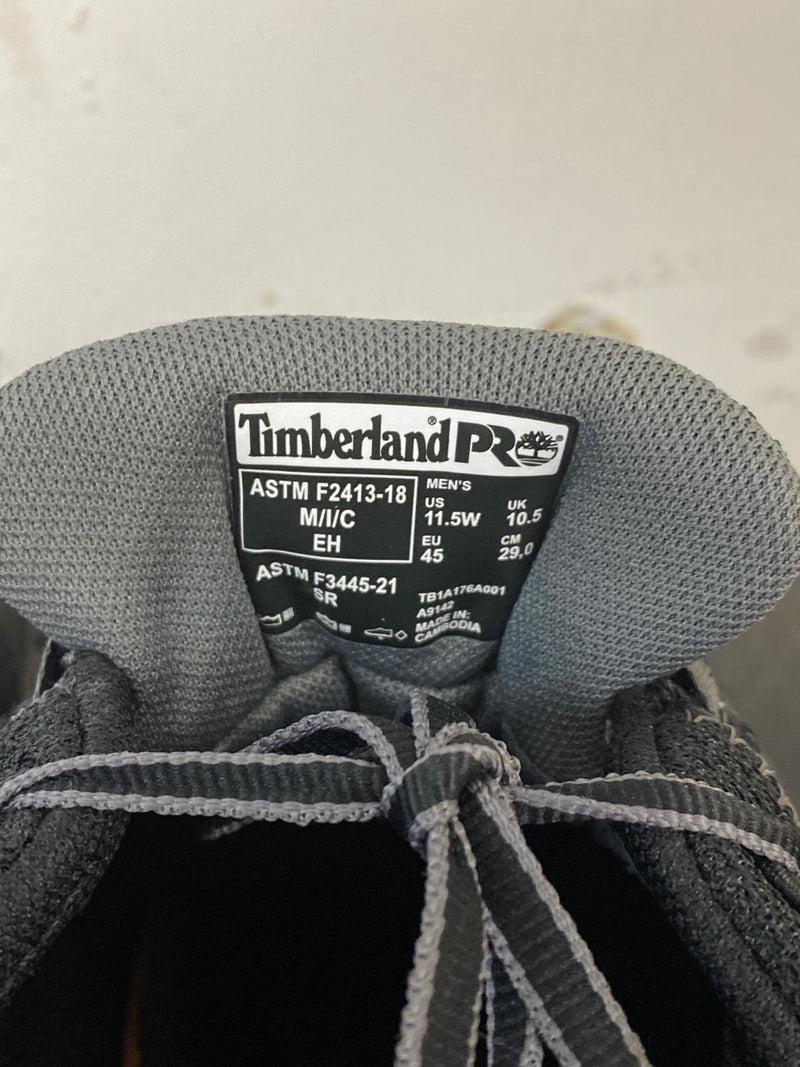 Timberland® PRO®
ASTM F2413-18
M/I/C
EH
ASTM F3445-21
SR
MEN'S
US
11.5W
UK
10.5
EU
45
CM
29,0
TB1A176A001
A9142
MADE IN:
CAMBODIA